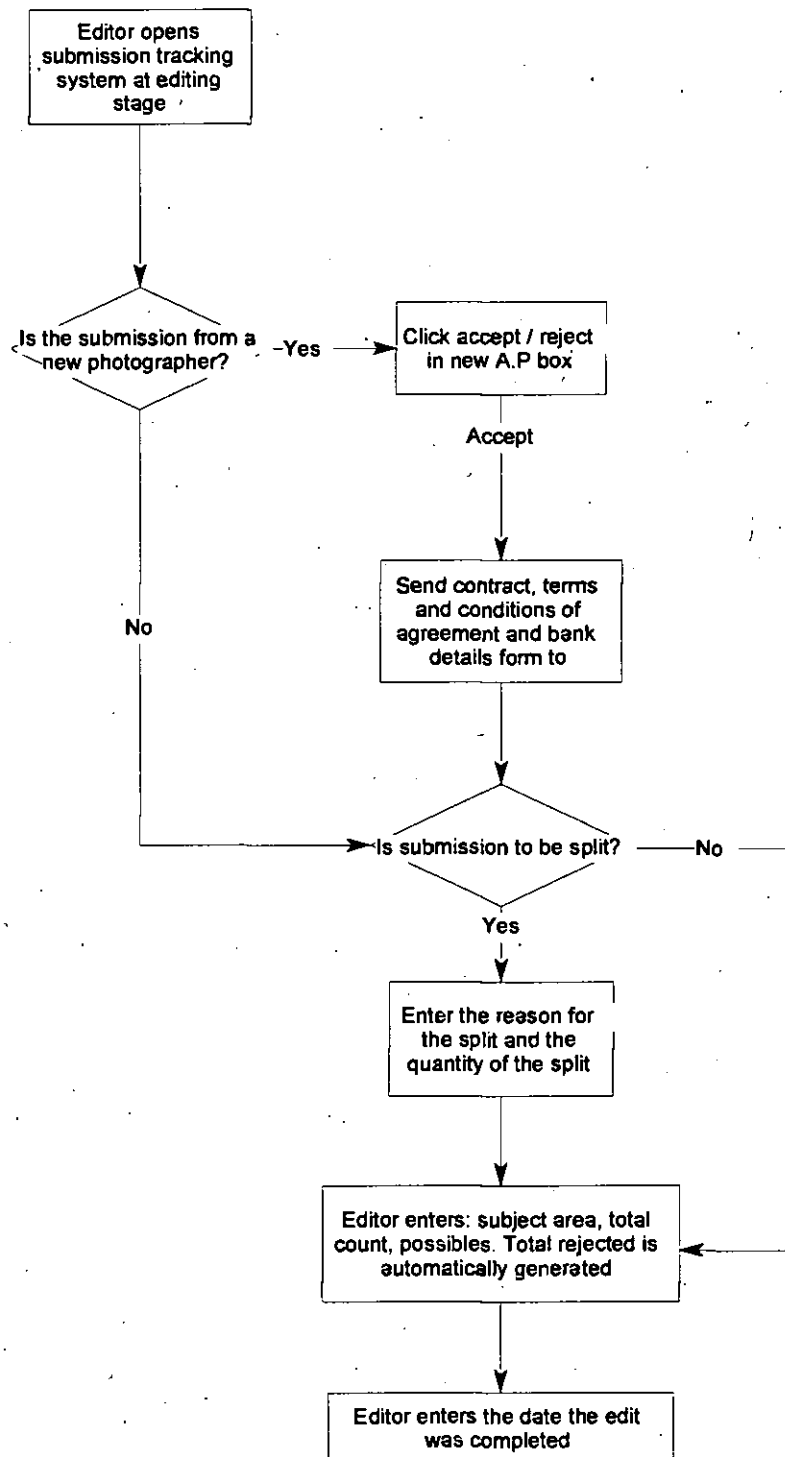 Editor opens
submission tracking
system at editing
stage
Is the submission from a
new photographer?
Yes
Click accept / reject
in new A.P box
Accept
Send contract, terms
and conditions of
agreement and bank
details form to
No
Is submission to be split?
No
Yes
Enter the reason for
the split and the
quantity of the split
Editor enters: subject area, total
count, possibles. Total rejected is
automatically generated
Editor enters the date the edit
was completed